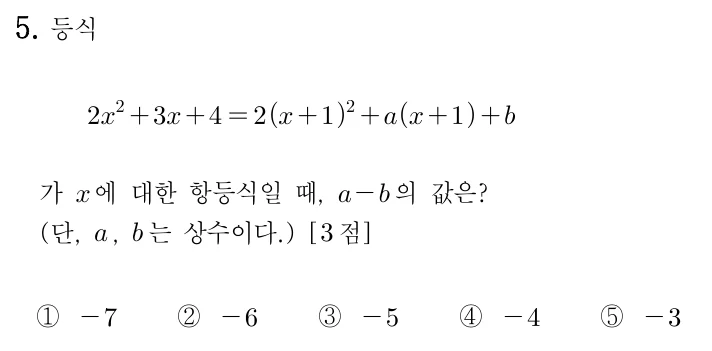 5. 등식
2x²+3x+4=2(x+1)²+a(x+1)+b
가 x에 대한 항등식일 때, a-b의 값은?
(단, a, b는 상수이다.) [3점]
① -7 ② -6 ③ -5 ④ -4 ⑤ -3